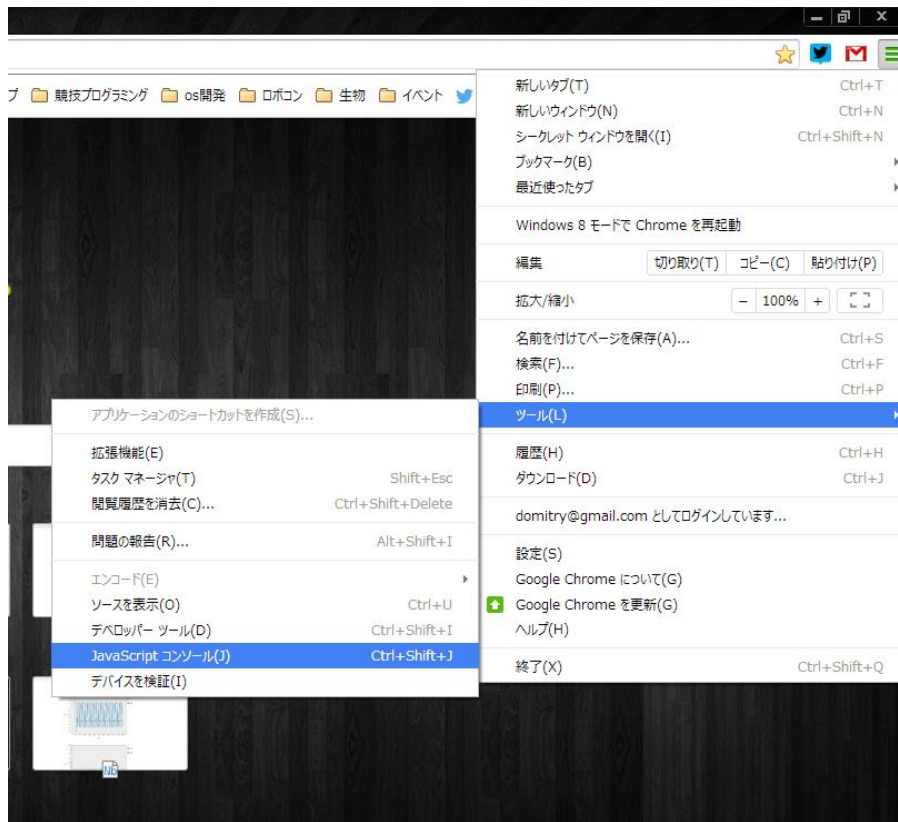 プ 競技プログラミング os開発 ロボコン 生物 イベント
新しいタブ(T) Ctrl+T
新しいウィンドウ(N) Ctrl+N
シークレット ウィンドウを開く(I) Ctrl+Shift+N
ブックマーク(B)
最近使ったタブ
Windows 8 モードで Chrome を再起動
編集 切り取り(T) コピー(C) 貼り付け(P)
拡大/縮小 − 100% +
名前を付けてページを保存(A)... Ctrl+S
検索(F)... Ctrl+F
印刷(P)... Ctrl+P
ツール(L)
履歴(H) Ctrl+H
ダウンロード(D) Ctrl+J
domitry@gmail.com としてログインしています...
設定(S)
Google Chrome について(G)
Google Chrome を更新(G)
ヘルプ(H)
終了(X) Ctrl+Shift+Q
アプリケーションのショートカットを作成(S)...
拡張機能(E)
タスク マネージャ(T) Shift+Esc
閲覧履歴を消去(C)... Ctrl+Shift+Delete
問題の報告(R)... Alt+Shift+I
エンコード(E)
ソースを表示(O) Ctrl+U
デベロッパー ツール(D) Ctrl+Shift+I
JavaScript コンソール(J) Ctrl+Shift+J
デバイスを検証(I)
Nb